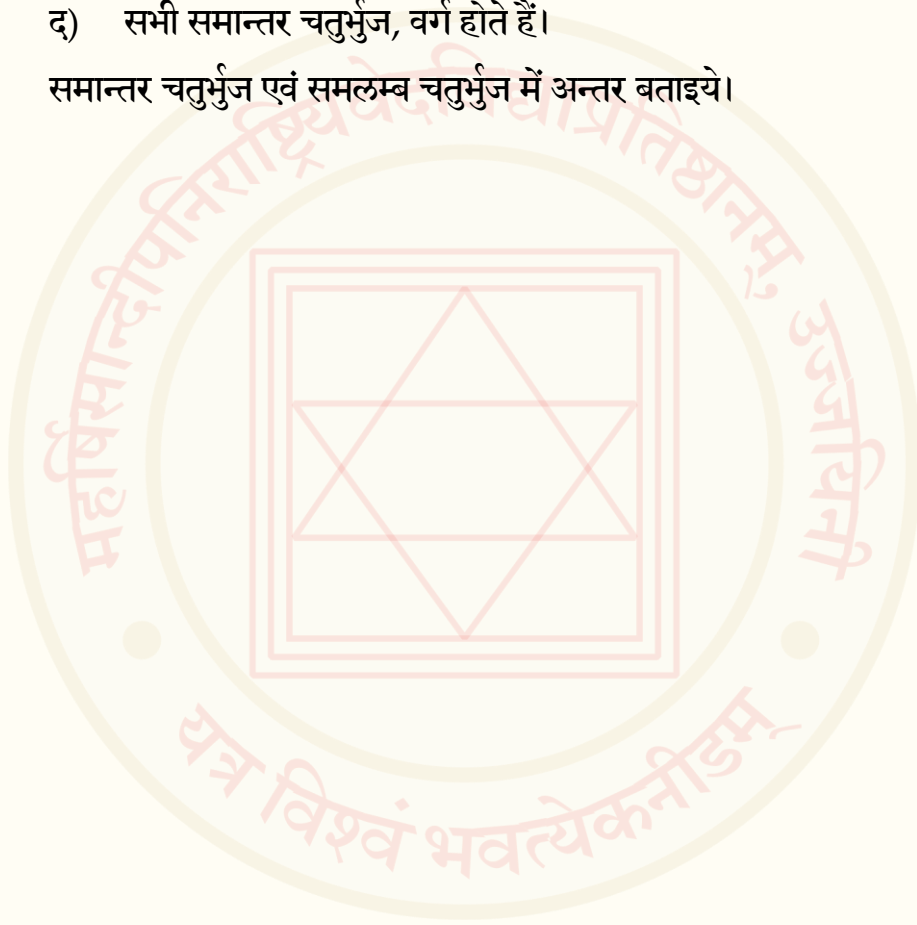 द) सभी समान्तर चतुर्भुज, वर्ग होते हैं।
समान्तर चतुर्भुज एवं समलम्ब चतुर्भुज में अन्तर बताइये।
महर्षिसान्दीपनिराष्ट्रियवेदविद्याप्रतिष्ठानम्, उज्जयिनी
यत्र विश्वं भवत्येकनीडम्